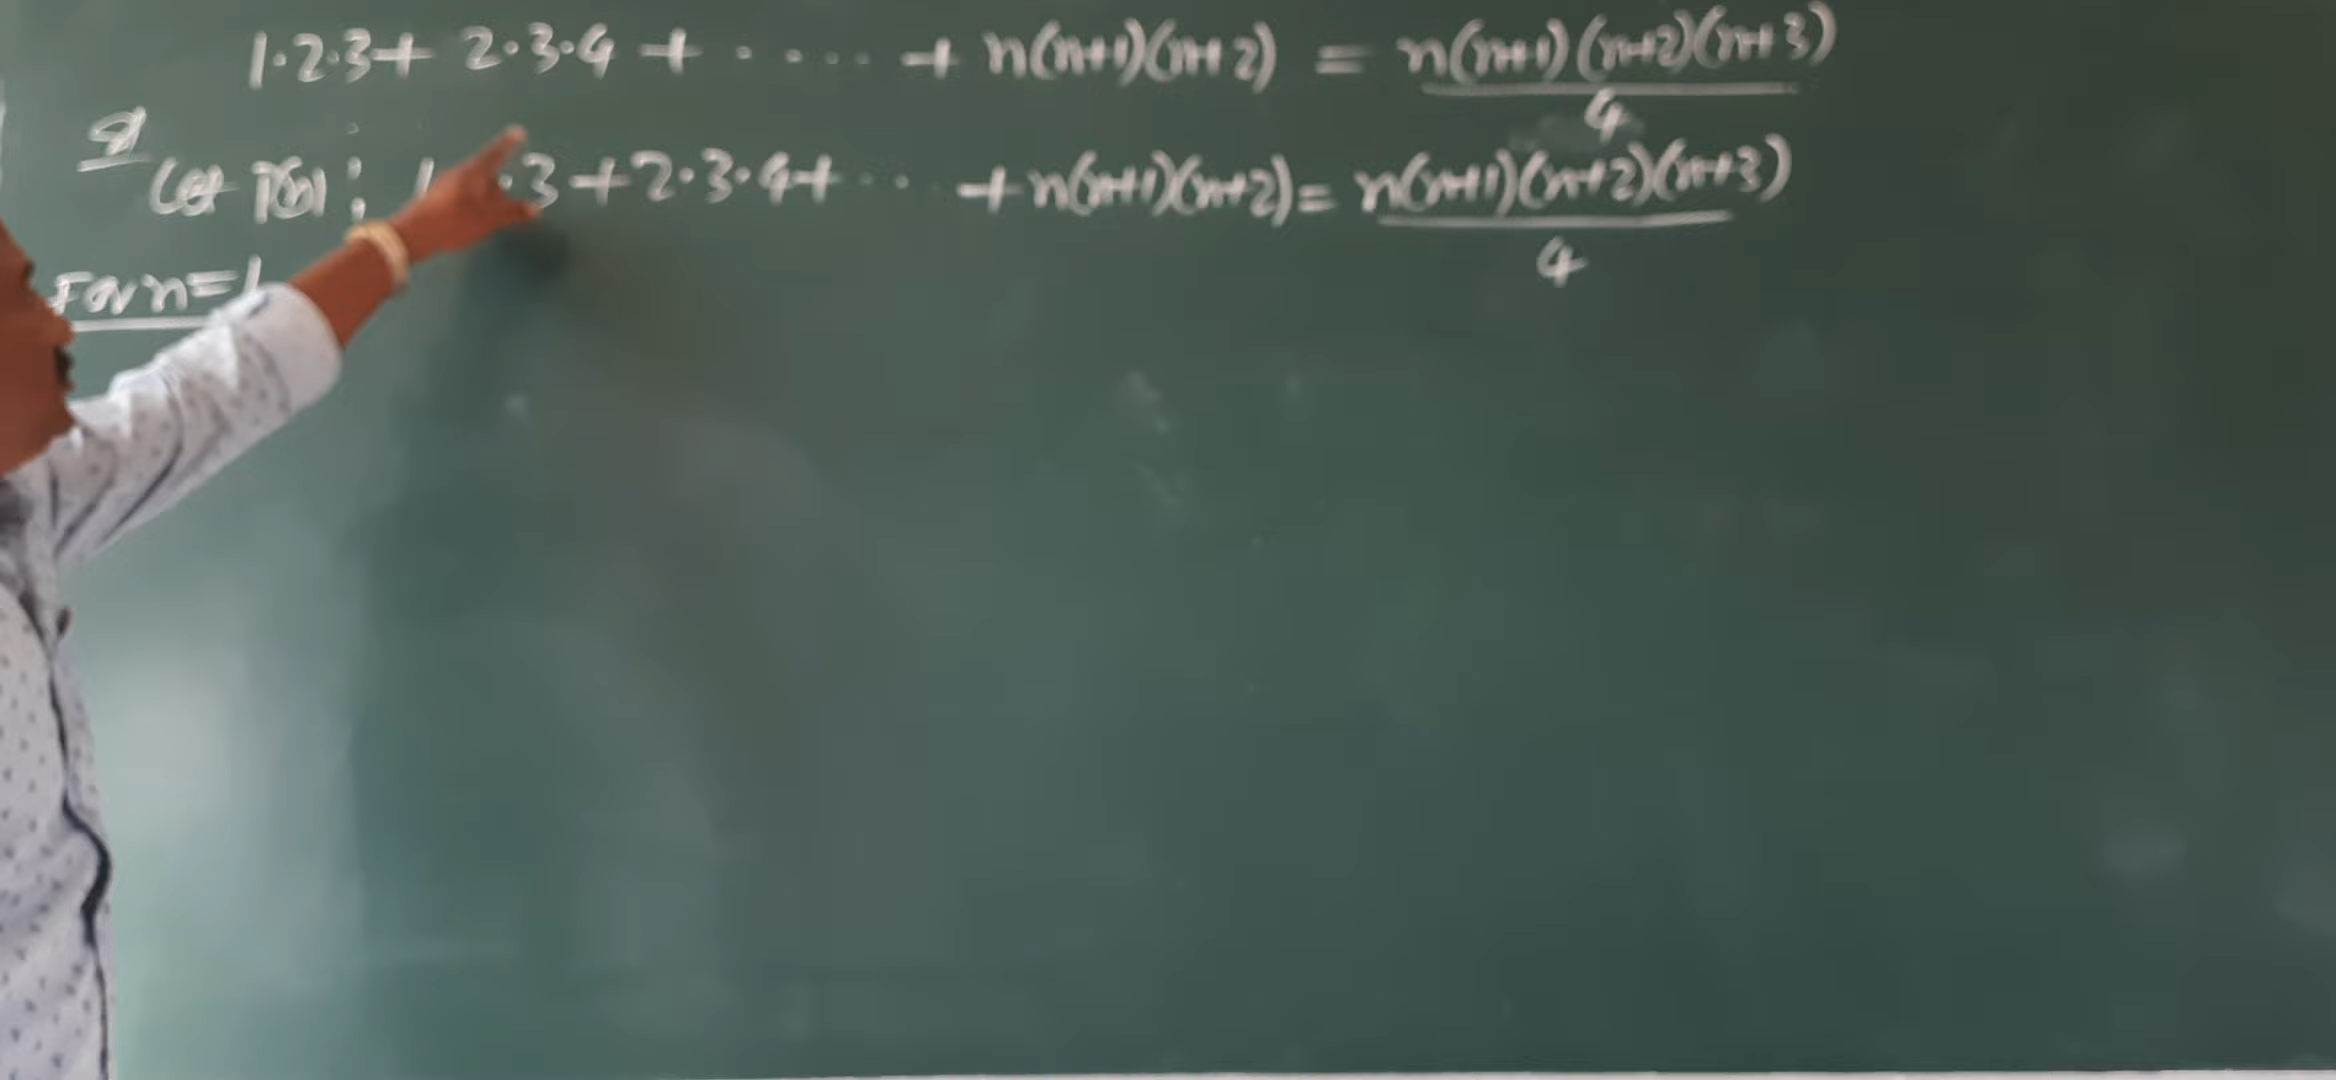 1·2·3+ 2·3·4 + ····· + n(n+1)(n+2) = n(n+1)(n+2)(n+3)
4
Let P(n): 1 ·3+2·3·4+ ·· +n(n+1)(n+2)= n(n+1)(n+2)(n+3)
4
For n=1